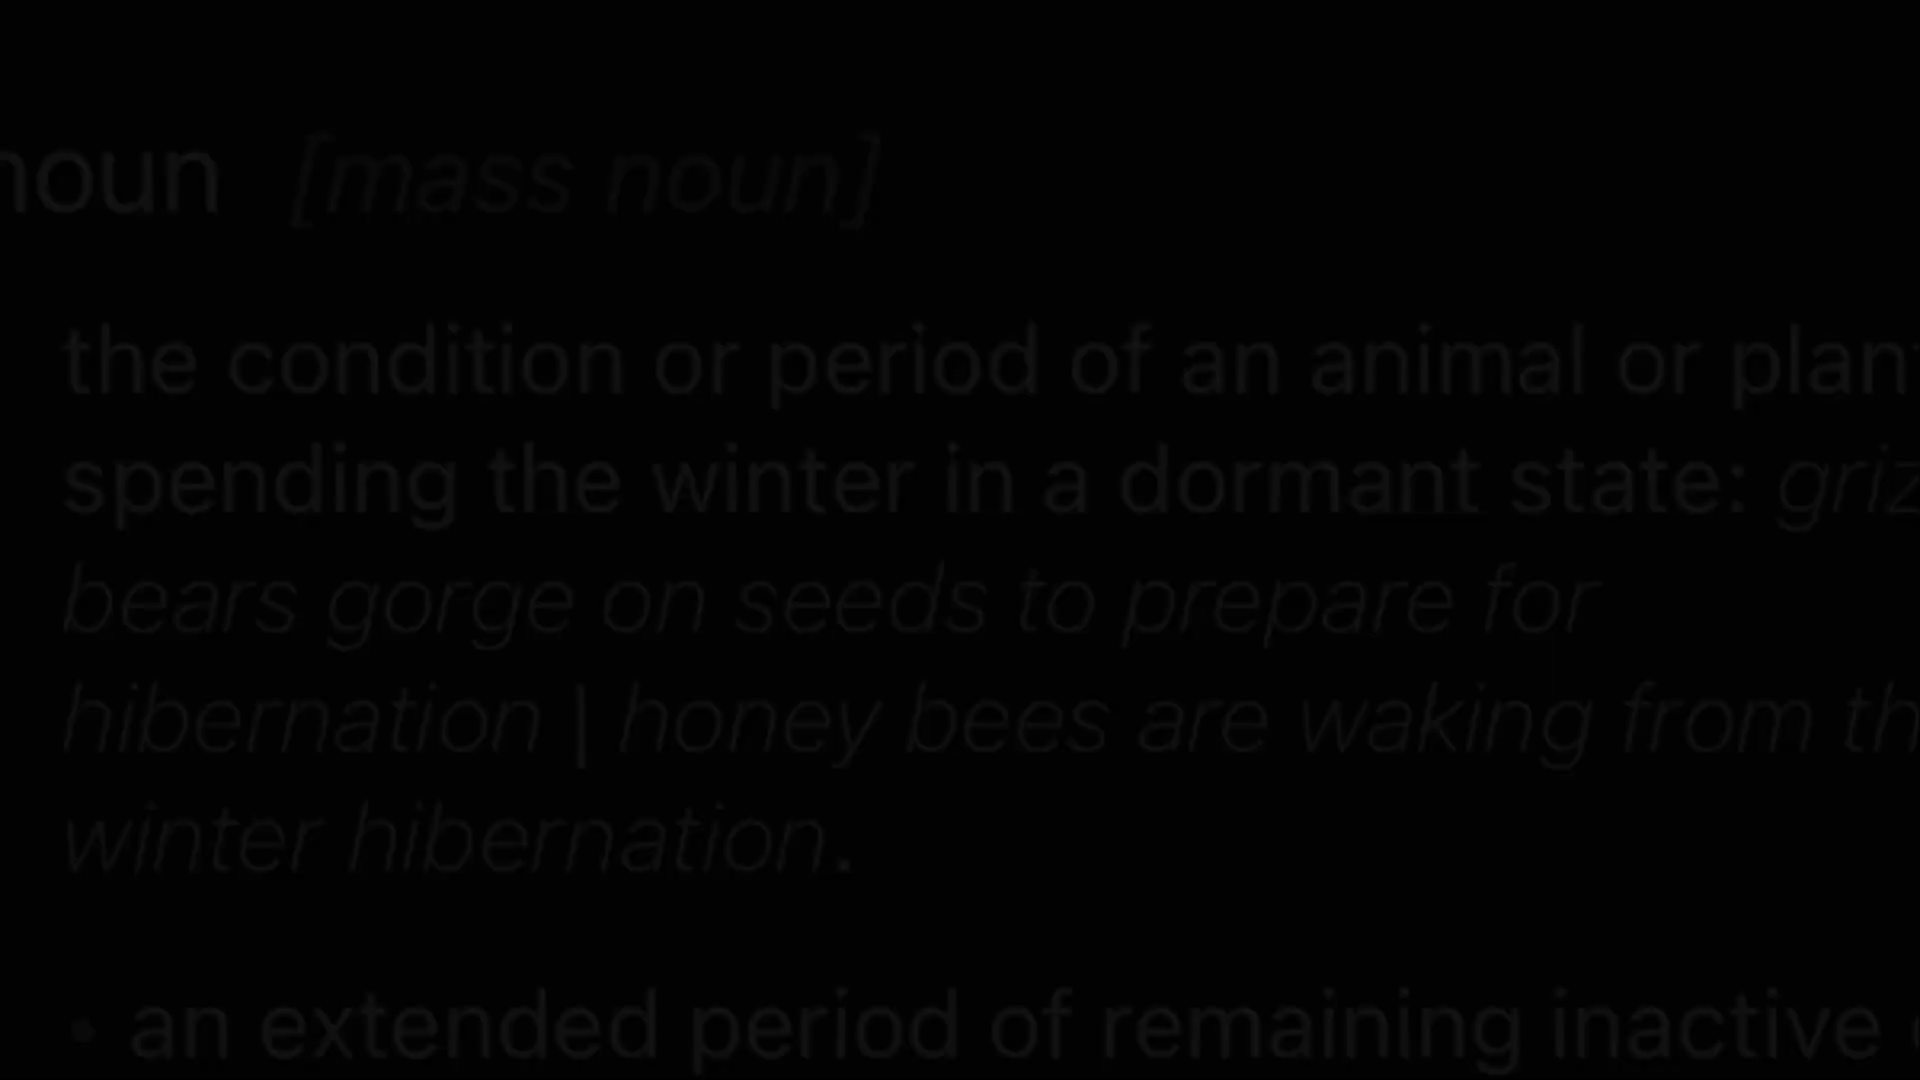 noun [mass noun]
the condition or period of an animal or plant
spending the winter in a dormant state: griz
bears gorge on seeds to prepare for
hibernation | honey bees are waking from th
winter hibernation.
• an extended period of remaining inactive